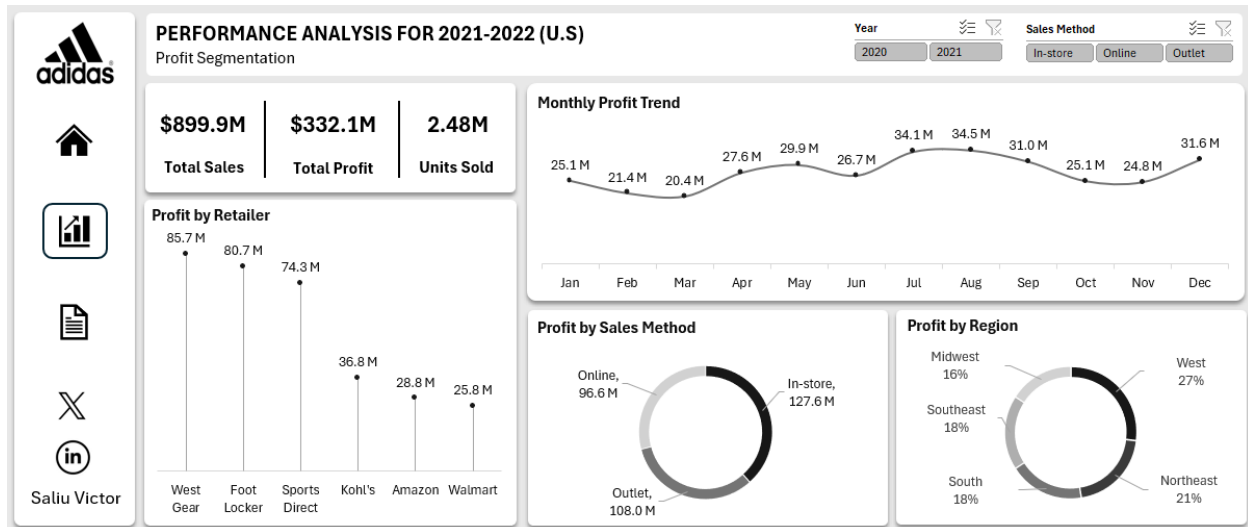 adidas
PERFORMANCE ANALYSIS FOR 2021-2022 (U.S)
Profit Segmentation
Year
2020
2021
Sales Method
In-store
Online
Outlet
$899.9M
Total Sales
$332.1M
Total Profit
2.48M
Units Sold
Monthly Profit Trend
25.1 M
21.4 M
20.4 M
27.6 M
29.9 M
26.7 M
34.1 M
34.5 M
31.0 M
25.1 M
24.8 M
31.6 M
Jan
Feb
Mar
Apr
May
Jun
Jul
Aug
Sep
Oct
Nov
Dec
Profit by Retailer
85.7 M
80.7 M
74.3 M
36.8 M
28.8 M
25.8 M
West
Gear
Foot
Locker
Sports
Direct
Kohl's
Amazon
Walmart
Profit by Sales Method
Online,
96.6 M
In-store,
127.6 M
Outlet,
108.0 M
Profit by Region
Midwest
16%
West
27%
Southeast
18%
South
18%
Northeast
21%
X
in
Saliu Victor